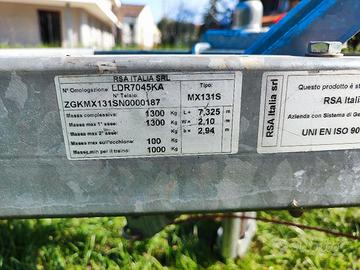 RSA ITALIA SRL
N° Omologazione LDR7045KA
N° Telaio: Tipo:
ZGKMX131SN0000187 MX131S
Massa complessiva: 1300 Kg L= 7,325 m
Massa max 1° asse: 1300 Kg W= 2,10 m
Massa max 2° asse: Kg b= 2,94 m
Massa max sull'occhione: 100 Kg
Massa min per il traino: 1000 Kg
RSA Italia srl
Questo prodotto è st
RSA Itali
Azienda con Sistema di Ge
UNI EN ISO 90
subito